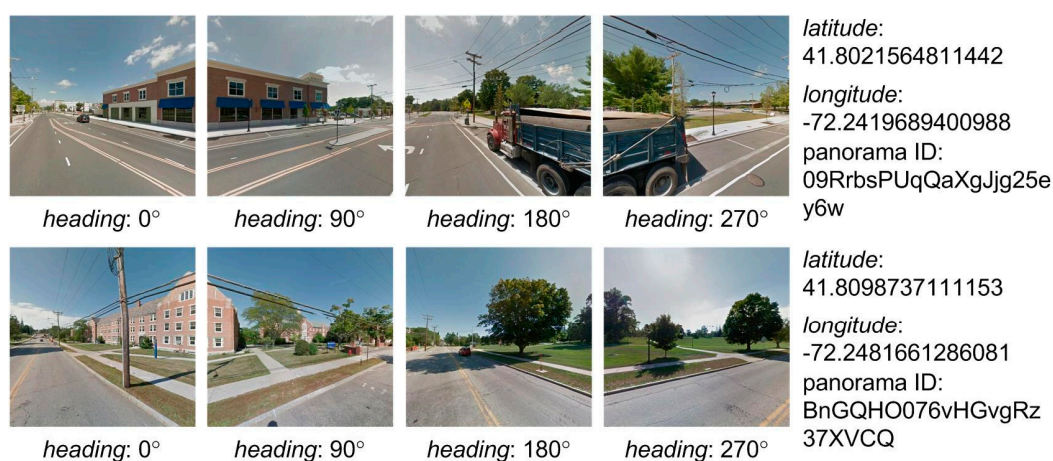 latitude:
41.8021564811442
longitude:
-72.2419689400988
panorama ID:
09RrbsPUqQaXgJjg25e
y6w
heading: 0°
heading: 90°
heading: 180°
heading: 270°
latitude:
41.8098737111153
longitude:
-72.2481661286081
panorama ID:
BnGQHO076vHGvgRz
37XVCQ
heading: 0°
heading: 90°
heading: 180°
heading: 270°